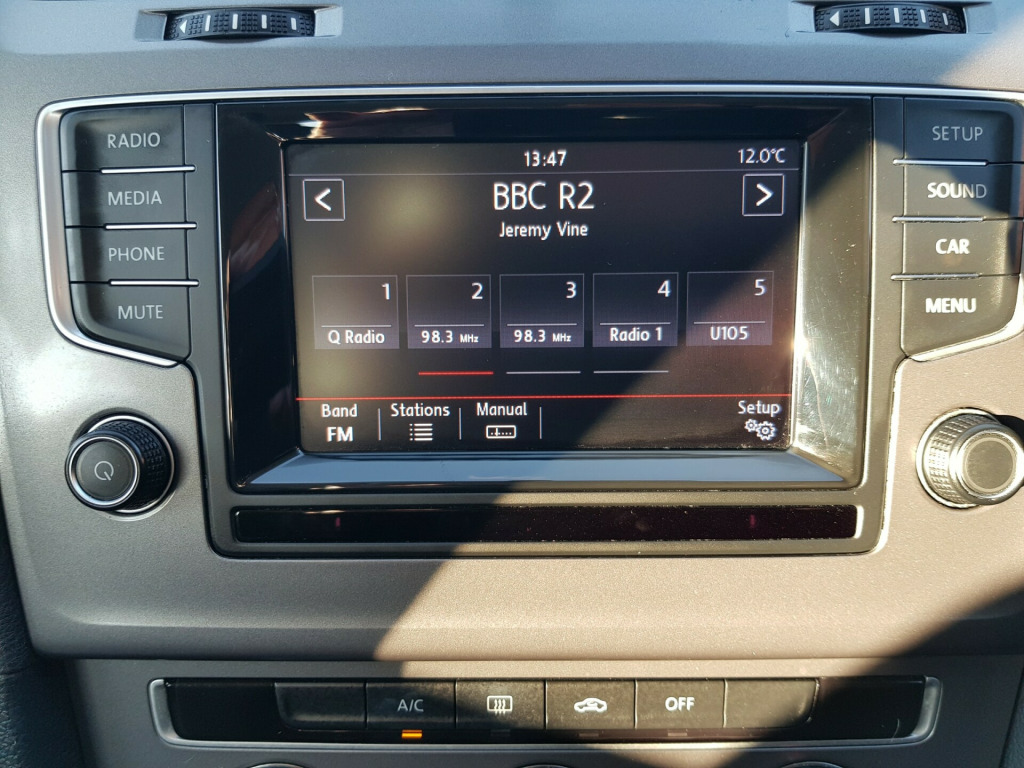 RADIO
MEDIA
PHONE
MUTE
13:47
12.0°C
<
BBC R2
>
Jeremy Vine
1
2
3
4
5
Q Radio
98.3 MHz
98.3 MHz
Radio 1
U105
Band
FM
Stations
Manual
Setup
SETUP
SOUND
CAR
MENU
A/C
OFF